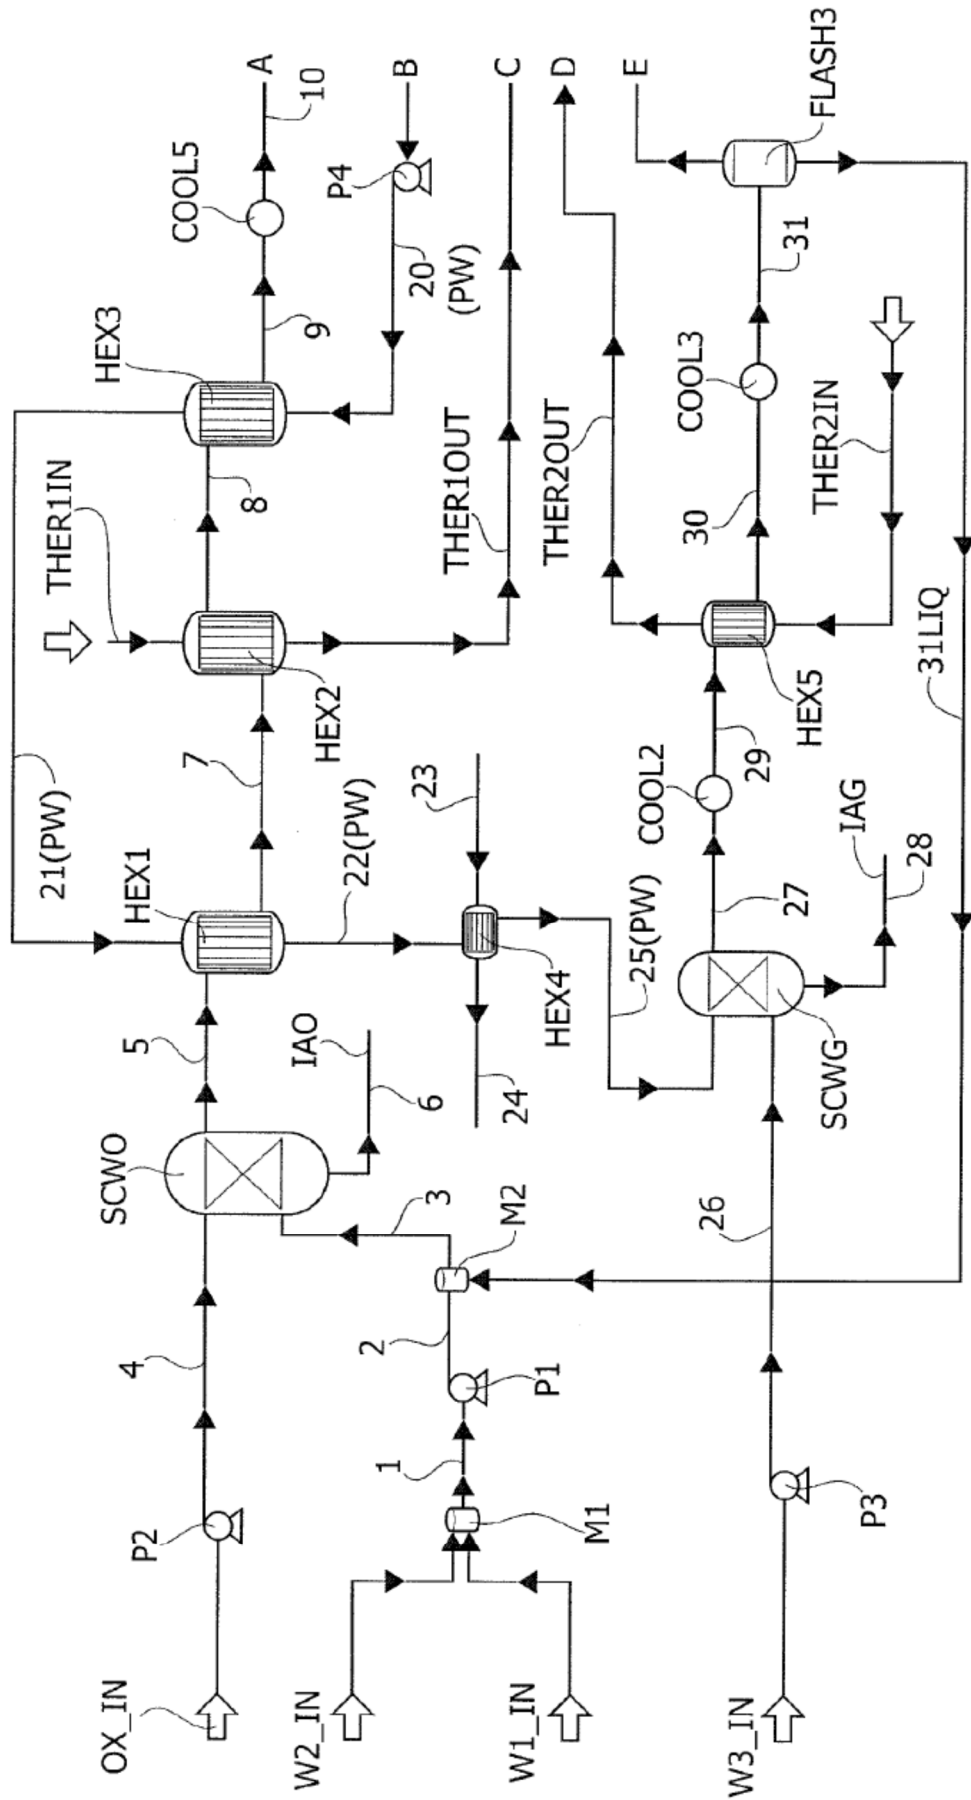 A
10
COOL5
B
P4
C
D
E
FLASH3
HEX3
9
20
(PW)
31
THER1IN
8
THER1OUT
THER2OUT
COOL3
30
THER2IN
21(PW)
HEX1
7
HEX2
22(PW)
23
COOL2
29
HEX5
31LIQ
5
IAO
6
HEX4
24
25(PW)
27
IAG
28
SCWG
SCWO
3
M2
26
4
2
P1
1
M1
P2
P3
OX_IN
W2_IN
W1_IN
W3_IN